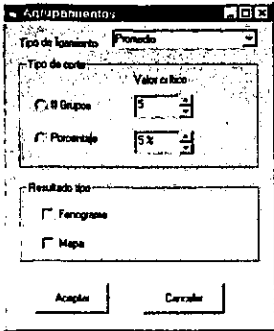 Agrupamientos
Tipo de ligamiento Promedio
Tipo de corte
Valor crítico
# Grupos 5
Porcentaje 5 %
Resultado tipo
Fenograma
Mapa
Aceptar Cancelar